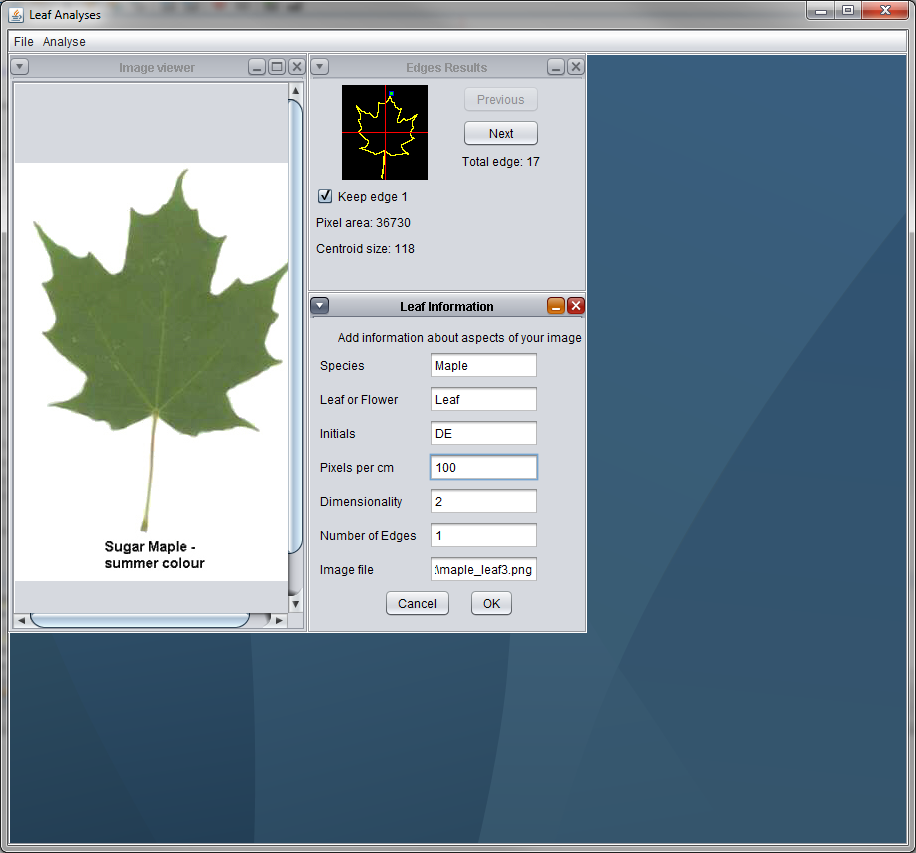 Leaf Analyses
File Analyse
Image viewer
Sugar Maple -
summer colour
Edges Results
Previous
Next
Total edge: 17
Keep edge 1
Pixel area: 36730
Centroid size: 118
Leaf Information
Add information about aspects of your image
Species Maple
Leaf or Flower Leaf
Initials DE
Pixels per cm 100
Dimensionality 2
Number of Edges 1
Image file :\maple_leaf3.png
Cancel OK